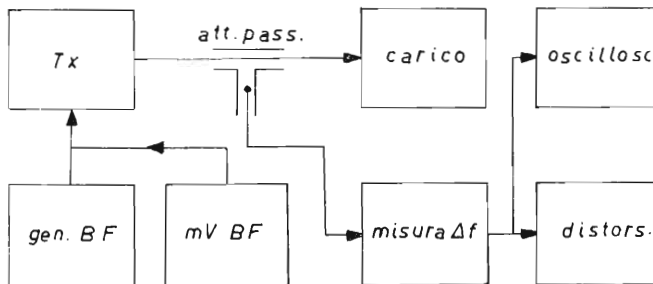 att.pass.
Tx
carico
oscillosc
gen. BF
mV BF
misura Δf
distors.